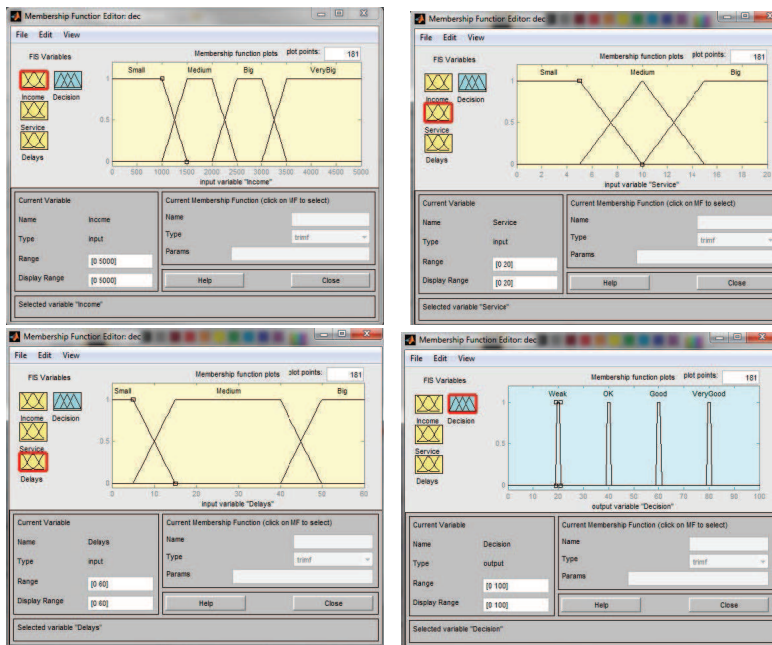 Membership Function Editor: dec
File Edit View
FIS Variables
Membership function plots plot points: 181
Income Decision
Service
Delays
Small Medium Big VeryBig
1
0.5
0
0 500 1000 1500 2000 2500 3000 3500 4000 4500 5000
input variable "Income"
Current Variable
Name Income
Type input
Range [0 5000]
Display Range [0 5000]
Current Membership Function (click on MF to select)
Name
Type trimf
Params
Help Close
Selected variable "Income"
Membership Function Editor: dec
File Edit View
FIS Variables
Membership function plots plot points: 181
Income Decision
Service
Delays
Small Medium Big
1
0.5
0
0 2 4 6 8 10 12 14 16 18 20
input variable "Service"
Current Variable
Name Service
Type input
Range [0 20]
Display Range [0 20]
Current Membership Function (click on MF to select)
Name
Type trimf
Params
Help Close
Selected variable "Service"
Membership Function Editor: dec
File Edit View
FIS Variables
Membership function plots plot points: 181
Income Decision
Service
Delays
Small Medium Big
1
0.5
0
0 10 20 30 40 50 60
input variable "Delays"
Current Variable
Name Delays
Type input
Range [0 60]
Display Range [0 60]
Current Membership Function (click on MF to select)
Name
Type trimf
Params
Help Close
Selected variable "Delays"
Membership Function Editor: dec
File Edit View
FIS Variables
Membership function plots plot points: 181
Income Decision
Service
Delays
Weak OK Good VeryGood
1
0.5
0
0 10 20 30 40 50 60 70 80 90 100
output variable "Decision"
Current Variable
Name Decision
Type output
Range [0 100]
Display Range [0 100]
Current Membership Function (click on MF to select)
Name
Type trimf
Params
Help Close
Selected variable "Decision"